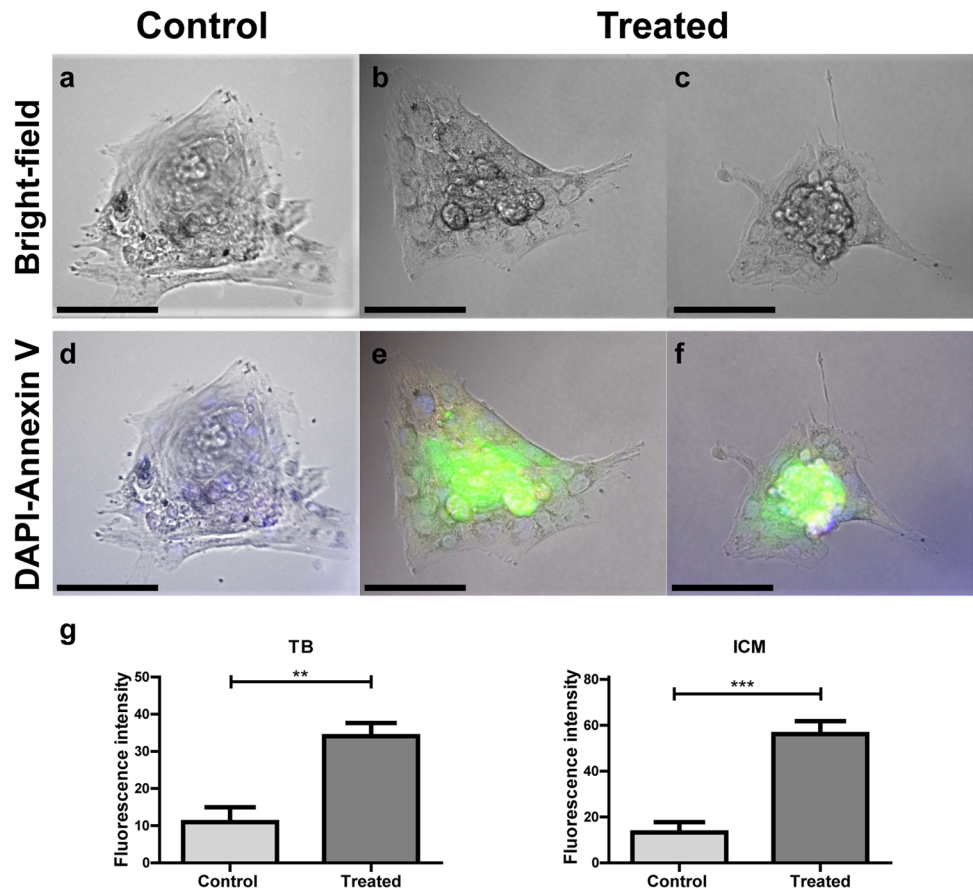 Control
Treated
Bright-field
a
b
c
DAPI-Annexin V
d
e
f
g
TB
Fluorescence intensity
50
40
30
20
10
0
**
Control
Treated
ICM
Fluorescence intensity
80
60
40
20
0
***
Control
Treated